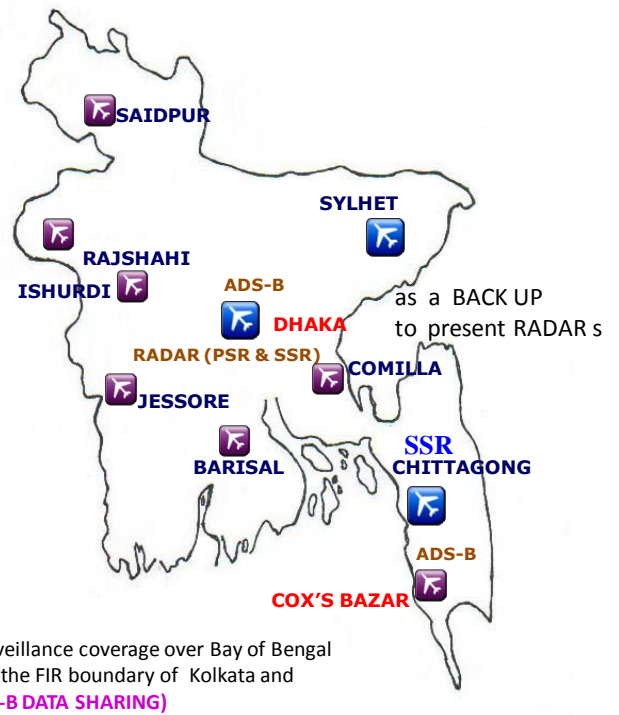 SAIDPUR
SYLHET
RAJSHAHI
ISHURDI
ADS-B
DHAKA
as a BACK UP
to present RADAR s
RADAR (PSR & SSR)
COMILLA
JESSORE
SSR
BARISAL
CHITTAGONG
ADS-B
COX'S BAZAR
veillance coverage over Bay of Bengal
the FIR boundary of Kolkata and
-B DATA SHARING)